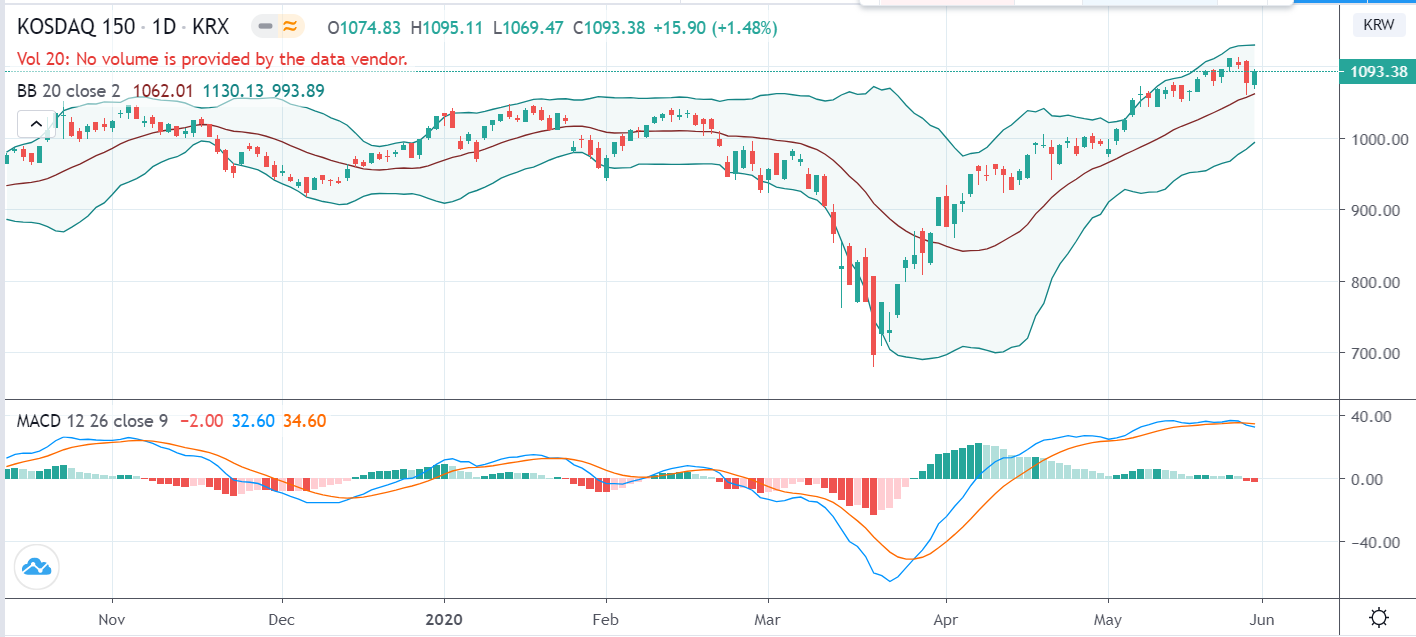 KOSDAQ 150 · 1D · KRX O1074.83 H1095.11 L1069.47 C1093.38 +15.90 (+1.48%)
KRW
Vol 20: No volume is provided by the data vendor.
1093.38
BB 20 close 2 1062.01 1130.13 993.89
1000.00
900.00
800.00
700.00
MACD 12 26 close 9 −2.00 32.60 34.60
40.00
0.00
−40.00
Nov Dec 2020 Feb Mar Apr May Jun